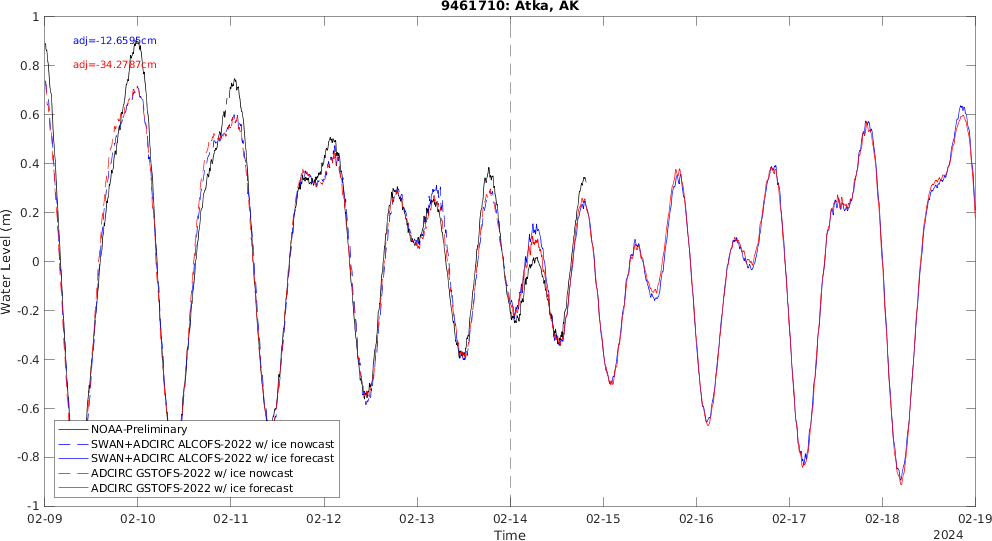 9461710: Atka, AK
adj=-12.6595cm
adj=-34.2787cm
Water Level (m)
1
0.8
0.6
0.4
0.2
0
-0.2
-0.4
-0.6
-0.8
-1
NOAA-Preliminary
SWAN+ADCIRC ALCOFS-2022 w/ ice nowcast
SWAN+ADCIRC ALCOFS-2022 w/ ice forecast
ADCIRC GSTOFS-2022 w/ ice nowcast
ADCIRC GSTOFS-2022 w/ ice forecast
02-09 02-10 02-11 02-12 02-13 02-14 02-15 02-16 02-17 02-18 02-19
Time
2024